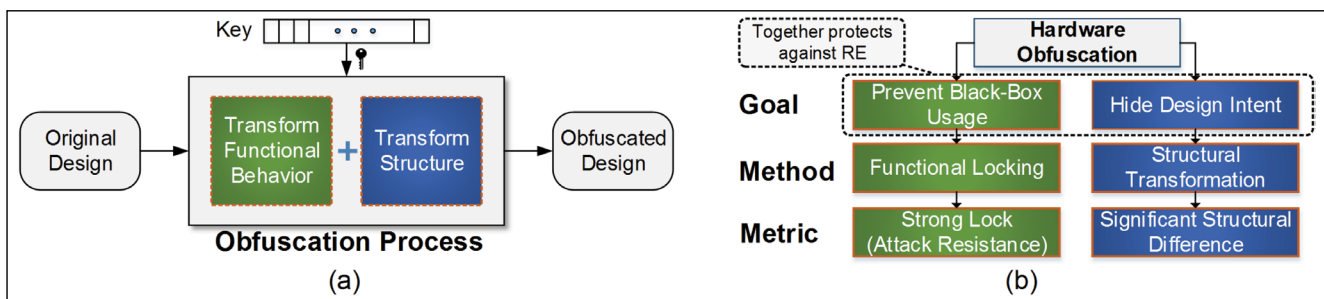 Key
Original
Design
Transform
Functional
Behavior
+
Transform
Structure
Obfuscated
Design
Obfuscation Process
(a)
Together protects
against RE
Hardware
Obfuscation
Goal
Prevent Black-Box
Usage
Hide Design Intent
Method
Functional Locking
Structural
Transformation
Metric
Strong Lock
(Attack Resistance)
Significant Structural
Difference
(b)